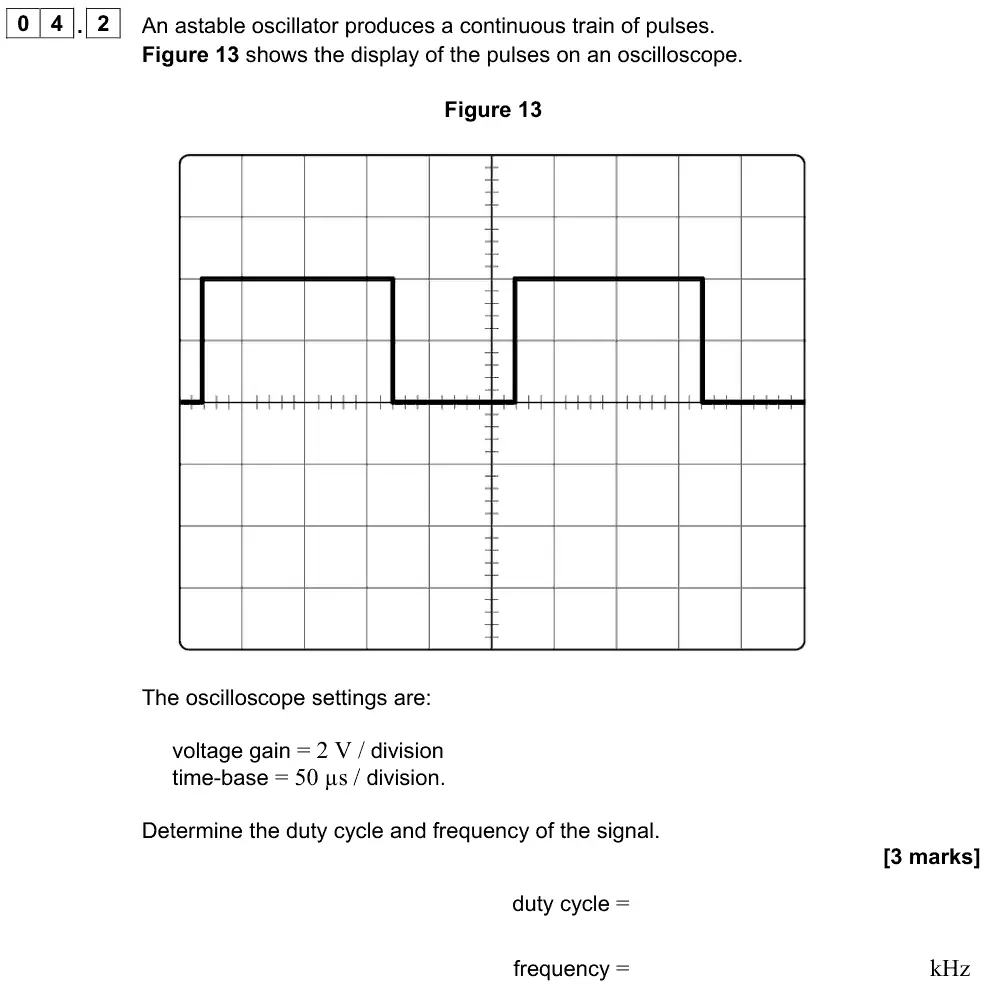 0 4 . 2 An astable oscillator produces a continuous train of pulses.
Figure 13 shows the display of the pulses on an oscilloscope.
Figure 13
The oscilloscope settings are:
voltage gain = 2 V / division
time-base = 50 µs / division.
Determine the duty cycle and frequency of the signal.
[3 marks]
duty cycle =
frequency = kHz